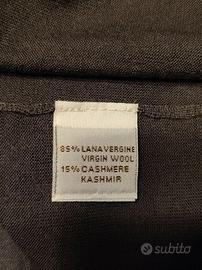 85% LANA VERGINE
VIRGIN WOOL
15% CASHMERE
KASHMIR
subito